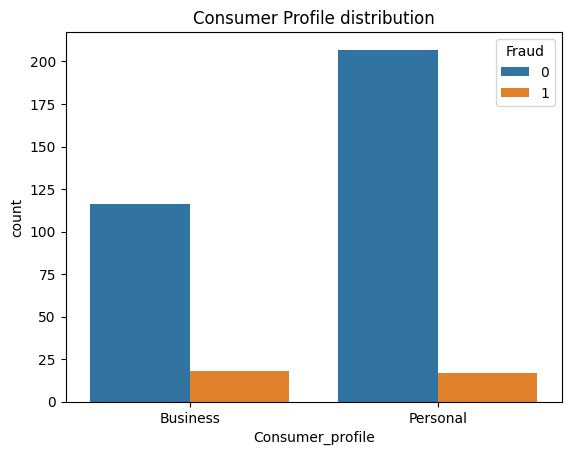 Consumer Profile distribution
Fraud
0
1
200
175
150
125
100
75
50
25
0
count
Business
Personal
Consumer_profile